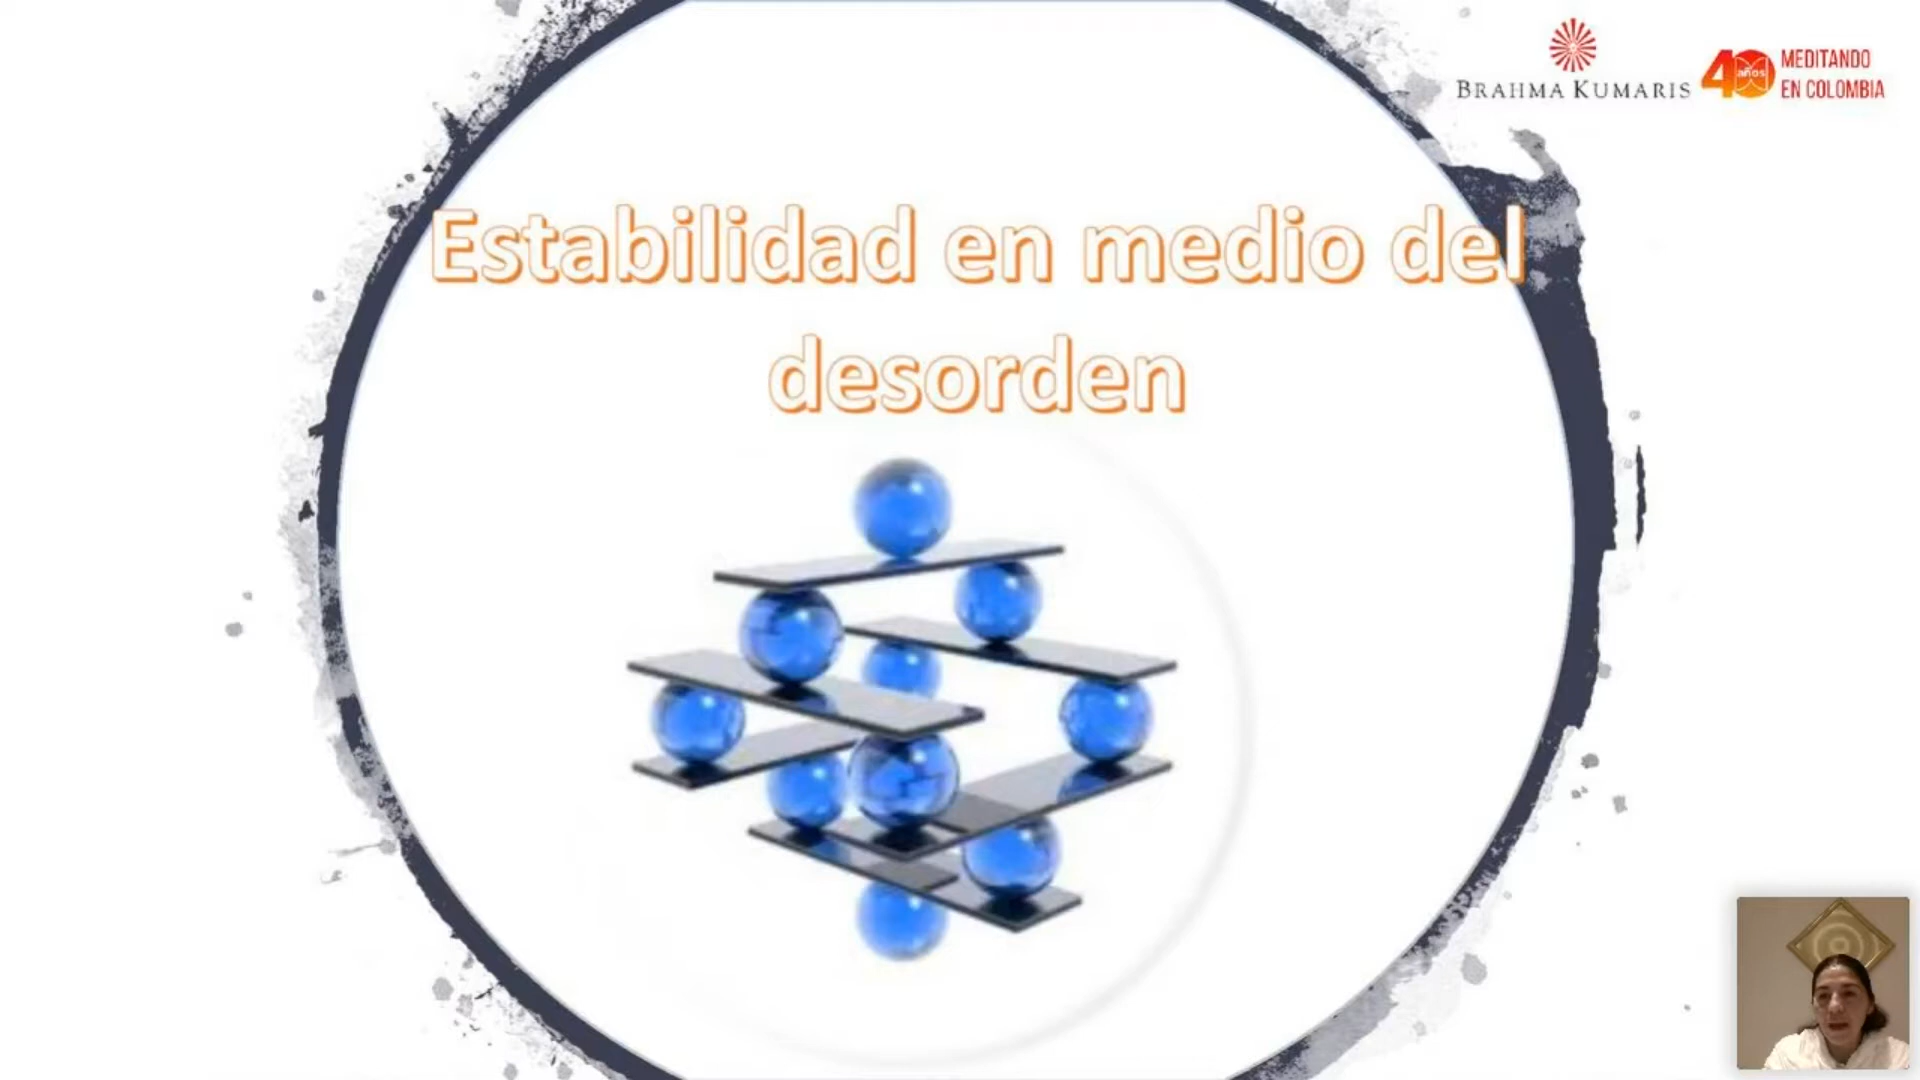 BRAHMA KUMARIS
40 años
MEDITANDO
EN COLOMBIA
Estabilidad en medio del
desorden